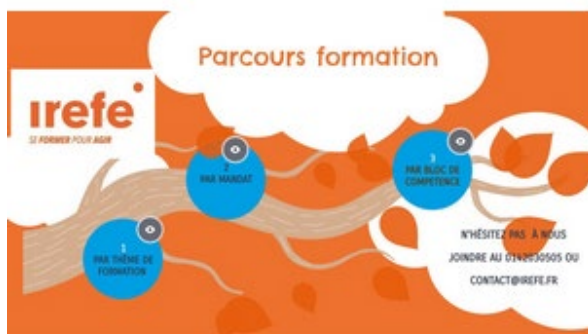 Parcours formation
irefe
SE FORMER POUR AGIR
2
PAR MANDAT
3
PAR BLOC DE
COMPETENCE
1
PAR THÈME DE
FORMATION
N'HÉSITEZ PAS À NOUS
JOINDRE AU 0142030505 OU
CONTACT@IREFE.FR